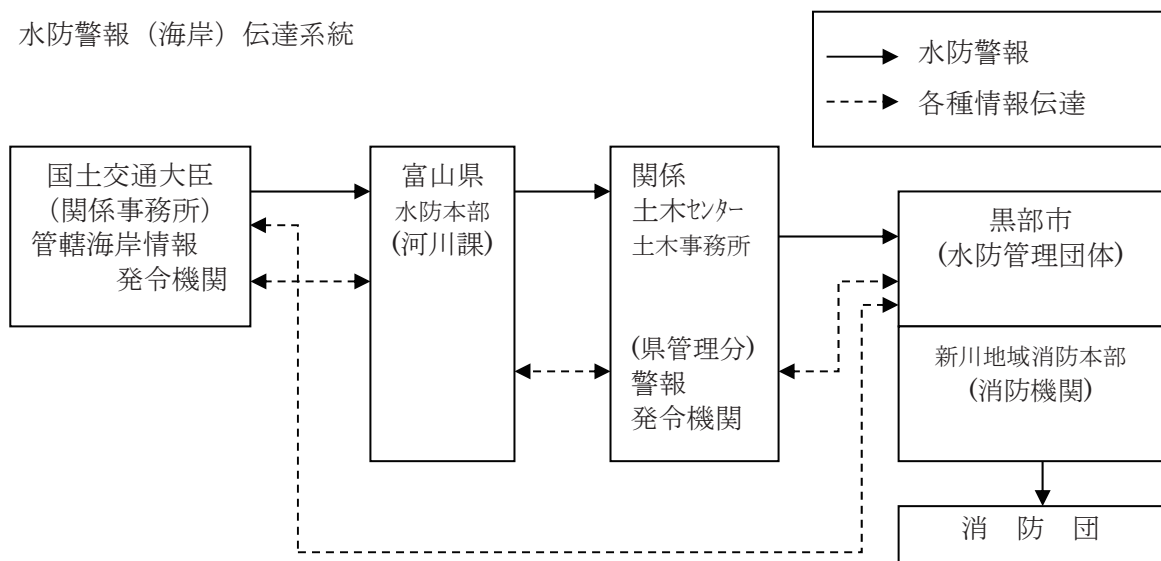 水防警報（海岸）伝達系統
水防警報
各種情報伝達
国土交通大臣
（関係事務所）
管轄海岸情報
発令機関
富山県
水防本部
(河川課)
関係
土木ｾﾝﾀｰ
土木事務所
(県管理分)
警報
発令機関
黒部市
(水防管理団体)
新川地域消防本部
(消防機関)
消　防　団